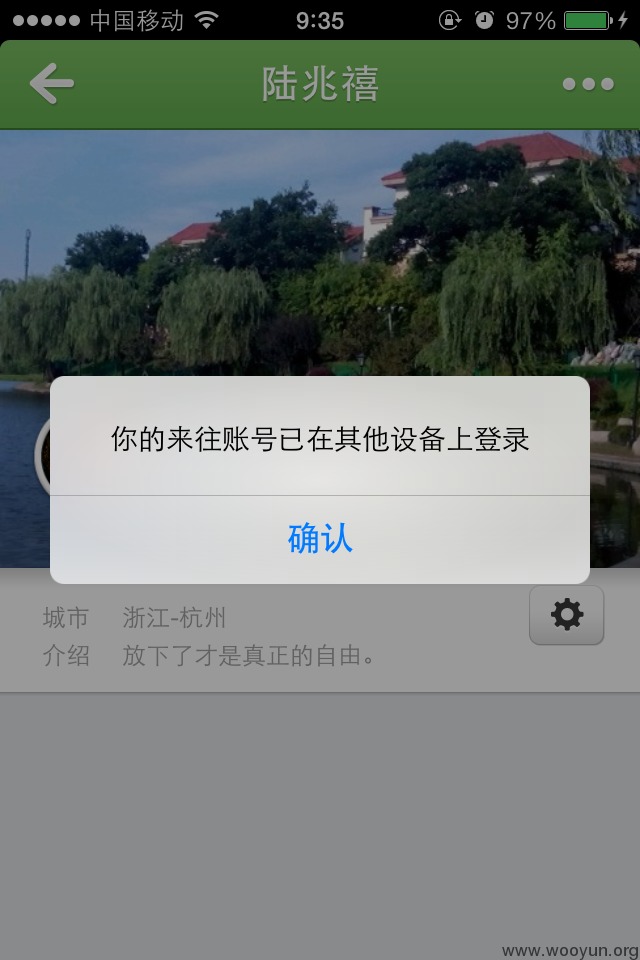 中国移动 9:35 97%
陆兆禧
你的来往账号已在其他设备上登录
确认
城市 浙江-杭州
介绍 放下了才是真正的自由。
www.wooyun.org